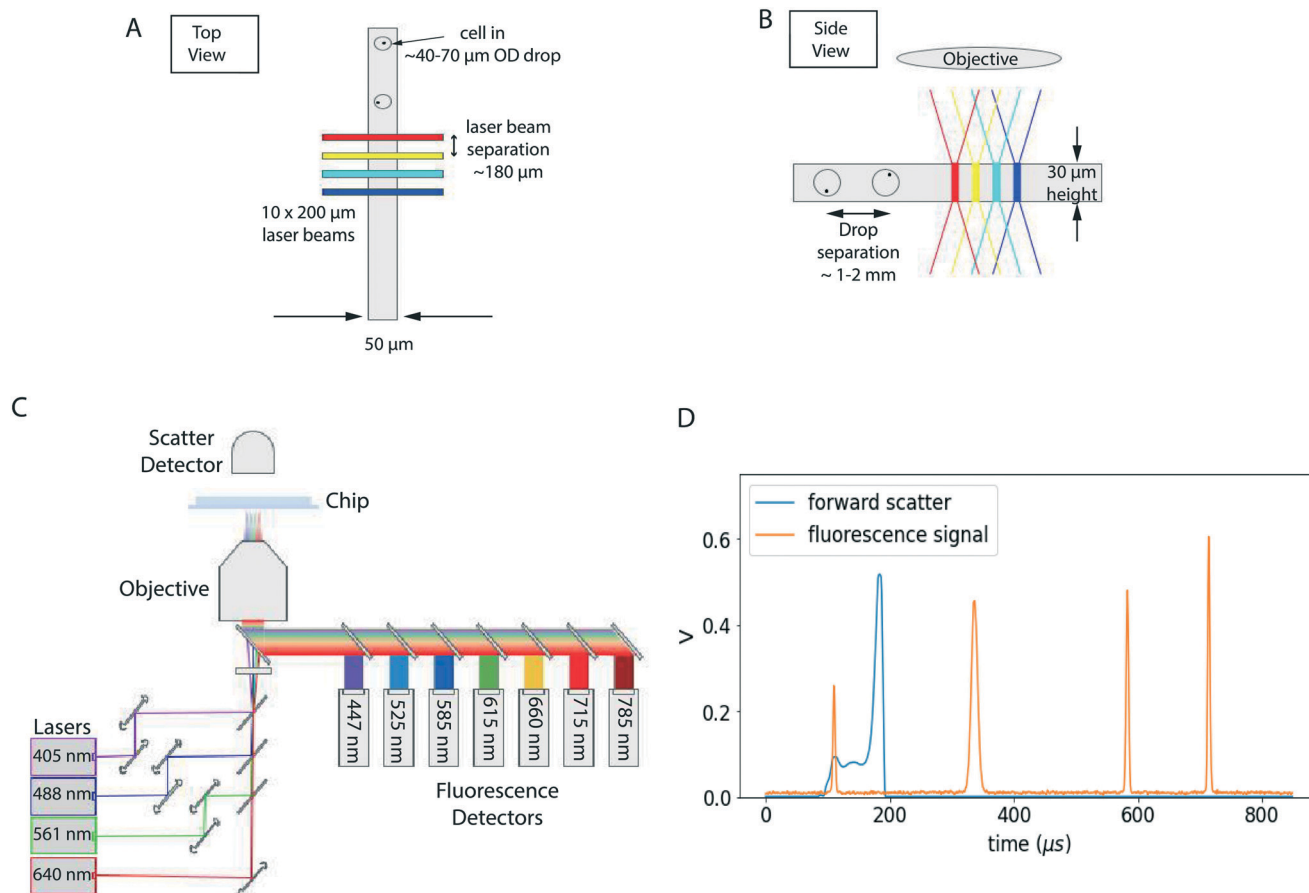 A
Top
View
cell in
~40-70 µm OD drop
laser beam
separation
~180 µm
10 x 200 µm
laser beams
50 µm
B
Side
View
Objective
30 µm
height
Drop
separation
~ 1-2 mm
C
Scatter
Detector
Chip
Objective
447 nm
525 nm
585 nm
615 nm
660 nm
715 nm
785 nm
Lasers
405 nm
488 nm
561 nm
640 nm
Fluorescence
Detectors
D
forward scatter
fluorescence signal
V
0.6
0.4
0.2
0.0
0
200
400
600
800
time (µs)